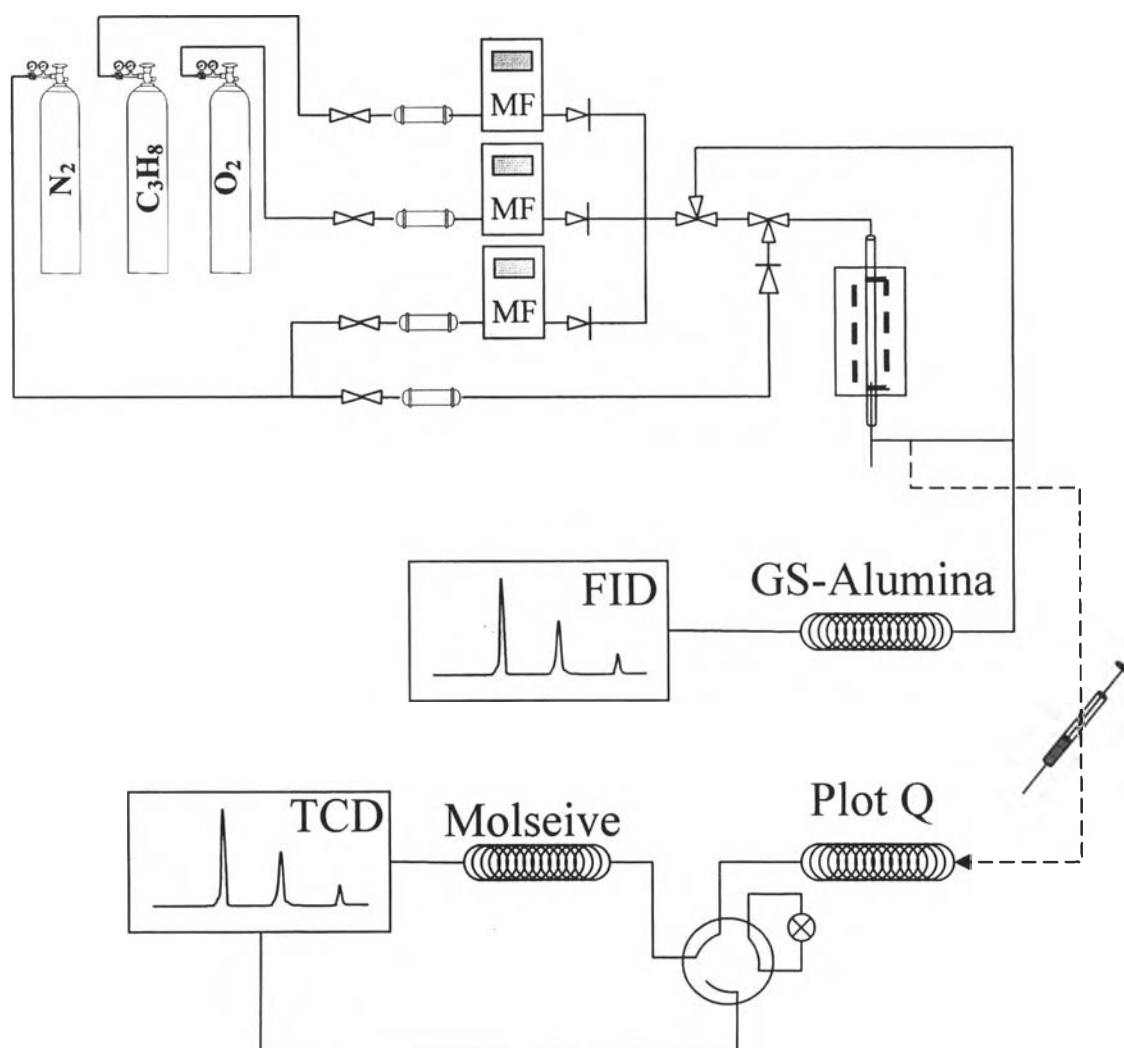 N₂
C₃H₈
O₂
MF
MF
MF
FID
GS-Alumina
TCD
Molseive
Plot Q